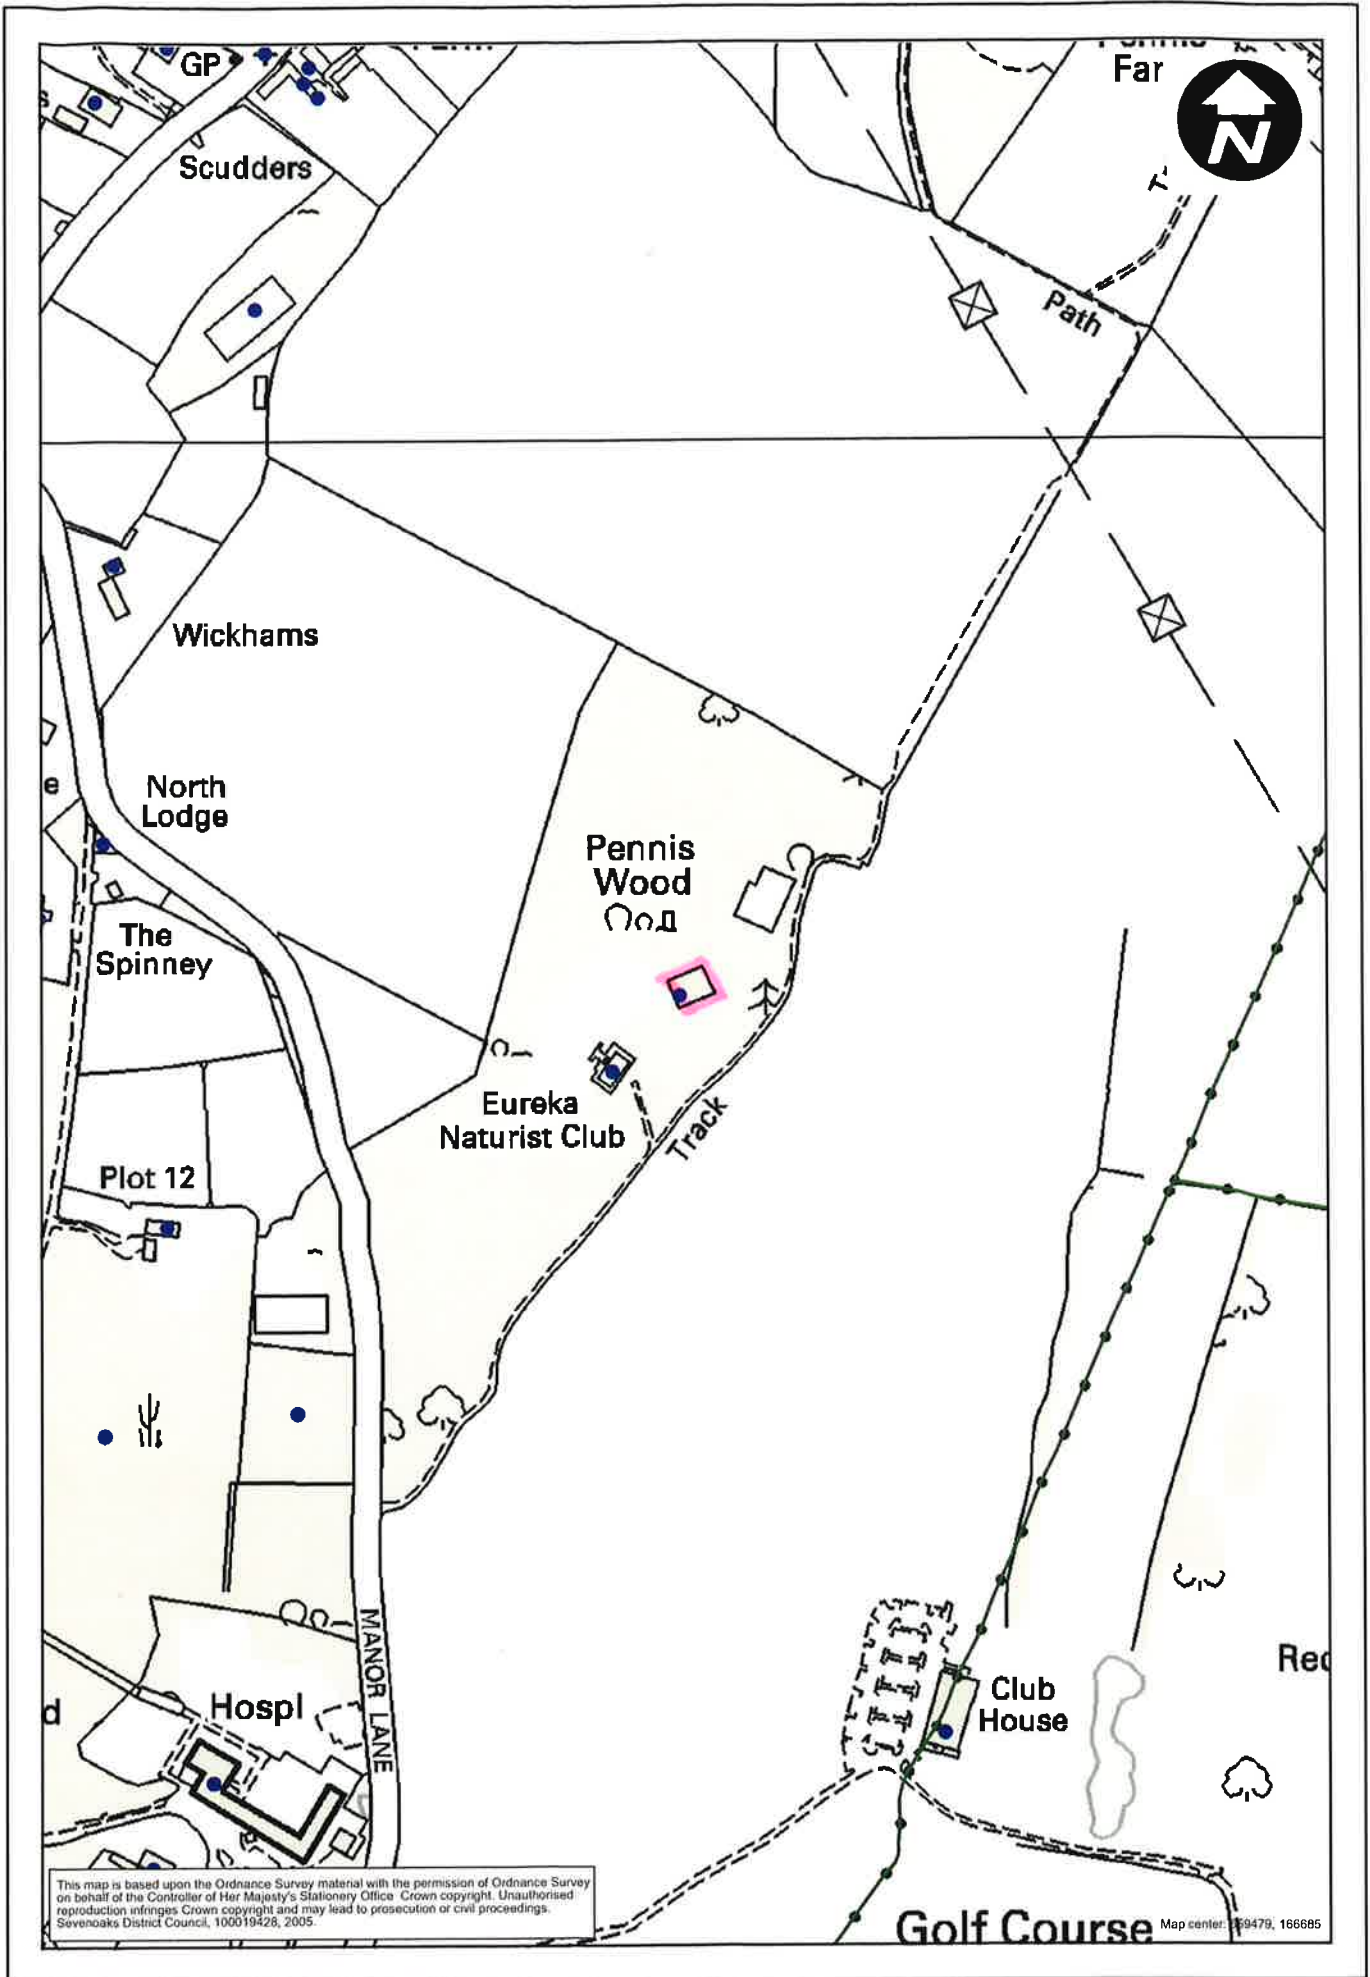 GP
Far
N
Scudders
Path
Wickhams
North
Lodge
e
Pennis
Wood
The
Spinney
Eureka
Naturist Club
Track
Plot 12
MANOR LANE
Hospl
d
Club
House
Rec
This map is based upon the Ordnance Survey material with the permission of Ordnance Survey
on behalf of the Controller of Her Majesty's Stationery Office Crown copyright. Unauthorised
reproduction infringes Crown copyright and may lead to prosecution or civil proceedings.
Sevenoaks District Council, 100019428, 2005.
Golf Course
Map center: 59479, 166685